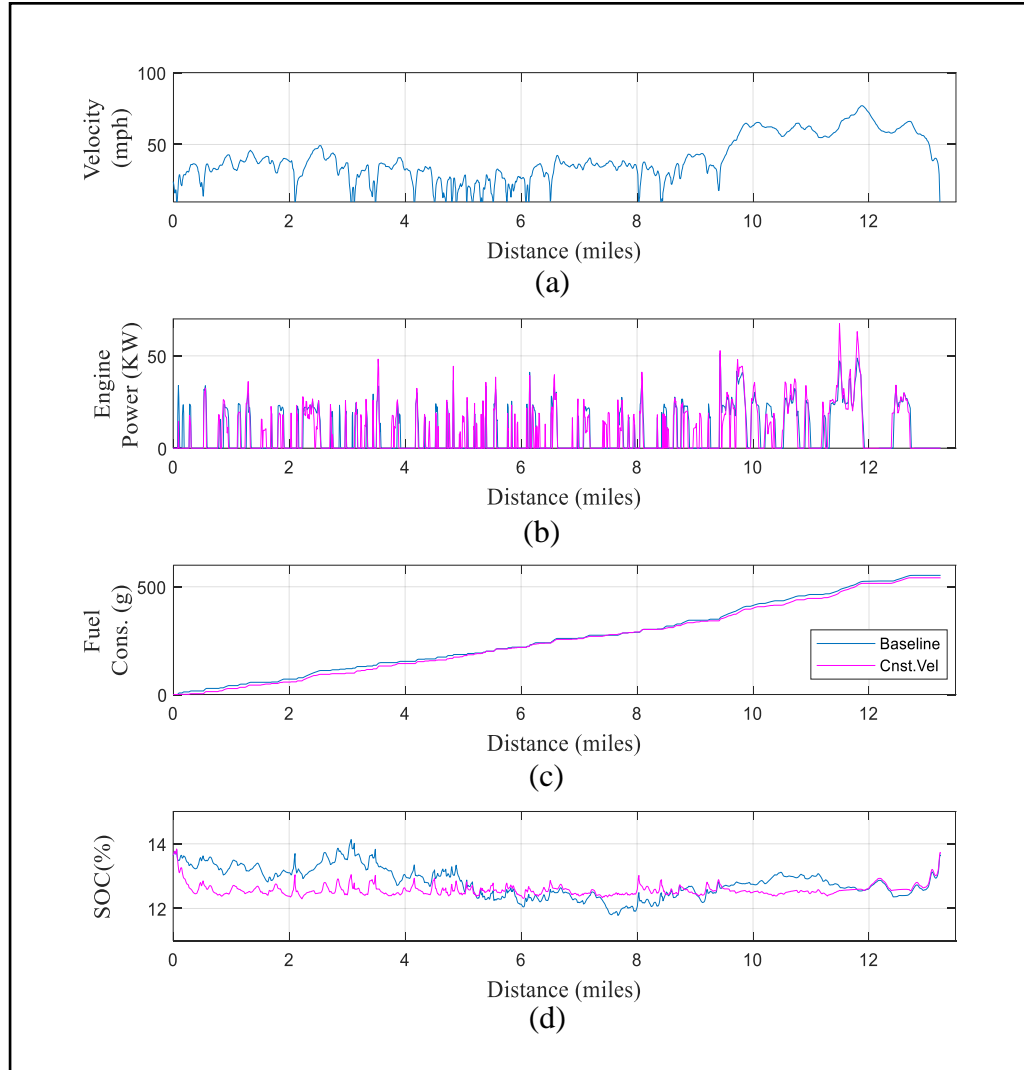 100
50
Velocity
(mph)
0 2 4 6 8 10 12
Distance (miles)
(a)
50
0
Engine
Power (KW)
0 2 4 6 8 10 12
Distance (miles)
(b)
500
0
Fuel
Cons. (g)
Baseline
Cnst.Vel
0 2 4 6 8 10 12
Distance (miles)
(c)
14
12
SOC(%)
0 2 4 6 8 10 12
Distance (miles)
(d)